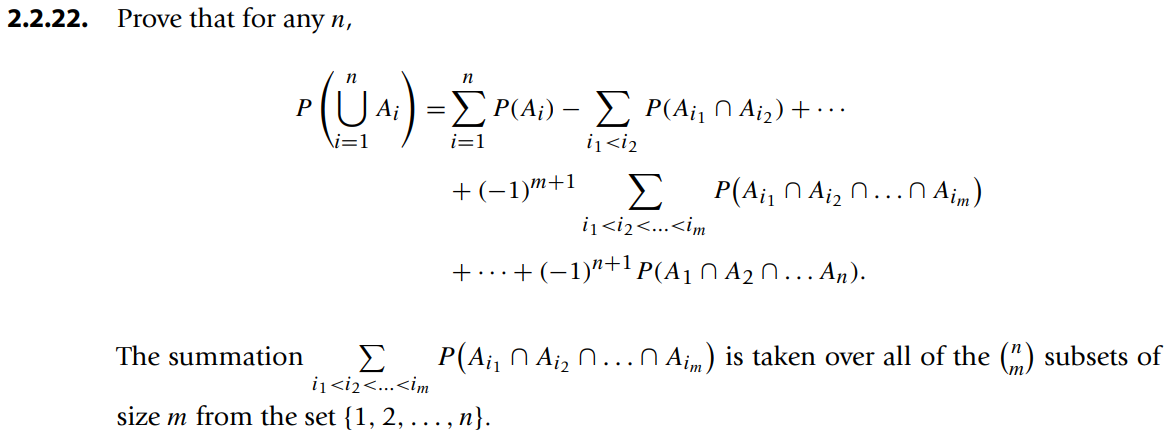 2.2.22. Prove that for any n,
P(⋃_{i=1}^{n} A_i) = ∑_{i=1}^{n} P(A_i) − ∑_{i_1<i_2} P(A_{i_1} ∩ A_{i_2}) + ···
+ (−1)^{m+1} ∑_{i_1<i_2<...<i_m} P(A_{i_1} ∩ A_{i_2} ∩ ... ∩ A_{i_m})
+ ··· + (−1)^{n+1} P(A_1 ∩ A_2 ∩ ... A_n).
The summation ∑_{i_1<i_2<...<i_m} P(A_{i_1} ∩ A_{i_2} ∩ ... ∩ A_{i_m}) is taken over all of the (n m) subsets of
size m from the set {1, 2, ..., n}.